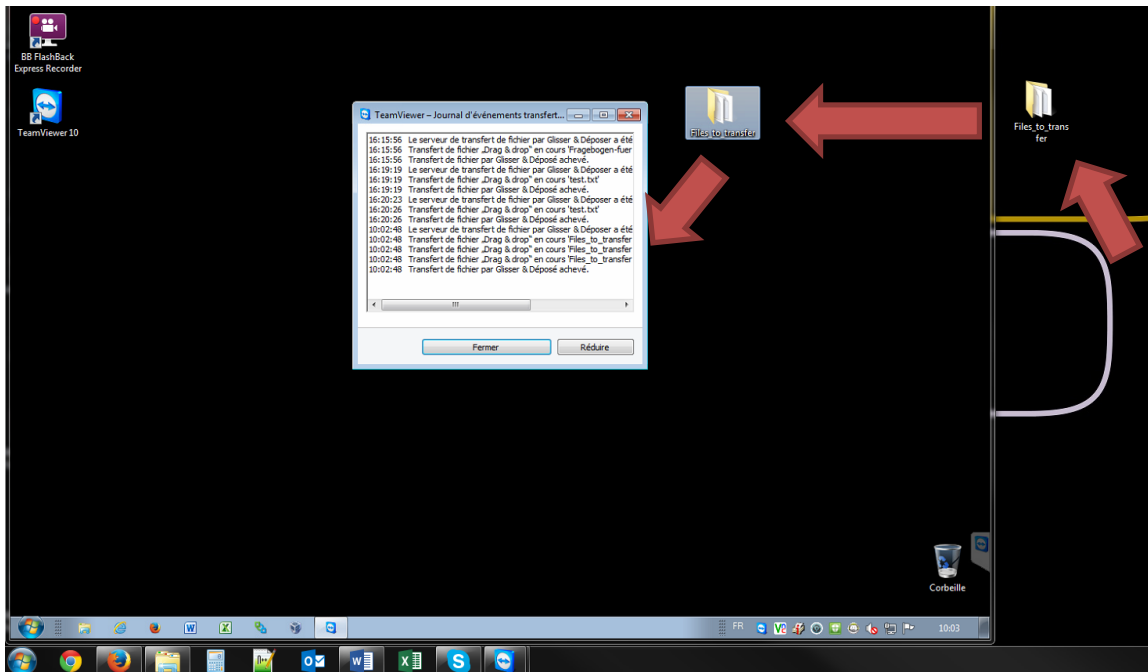 BB FlashBack
Express Recorder
TeamViewer 10
TeamViewer – Journal d'événements transfert...
16:15:56 Le serveur de transfert de fichier par Glisser & Déposer a été
16:15:56 Transfert de fichier „Drag & drop" en cours 'Fragebogen-fuer
16:15:56 Transfert de fichier par Glisser & Déposé achevé.
16:19:19 Le serveur de transfert de fichier par Glisser & Déposer a été
16:19:19 Transfert de fichier „Drag & drop" en cours 'test.txt'
16:19:19 Transfert de fichier par Glisser & Déposé achevé.
16:20:23 Le serveur de transfert de fichier par Glisser & Déposer a été
16:20:26 Transfert de fichier „Drag & drop" en cours 'test.txt'
16:20:26 Transfert de fichier par Glisser & Déposé achevé.
10:02:48 Le serveur de transfert de fichier par Glisser & Déposer a été
10:02:48 Transfert de fichier „Drag & drop" en cours 'Files_to_transfer
10:02:48 Transfert de fichier „Drag & drop" en cours 'Files_to_transfer
10:02:48 Transfert de fichier „Drag & drop" en cours 'Files_to_transfer
10:02:48 Transfert de fichier par Glisser & Déposé achevé.
Fermer Réduire
Files_to_transfer
Files_to_trans
fer
Corbeille
FR
10:03